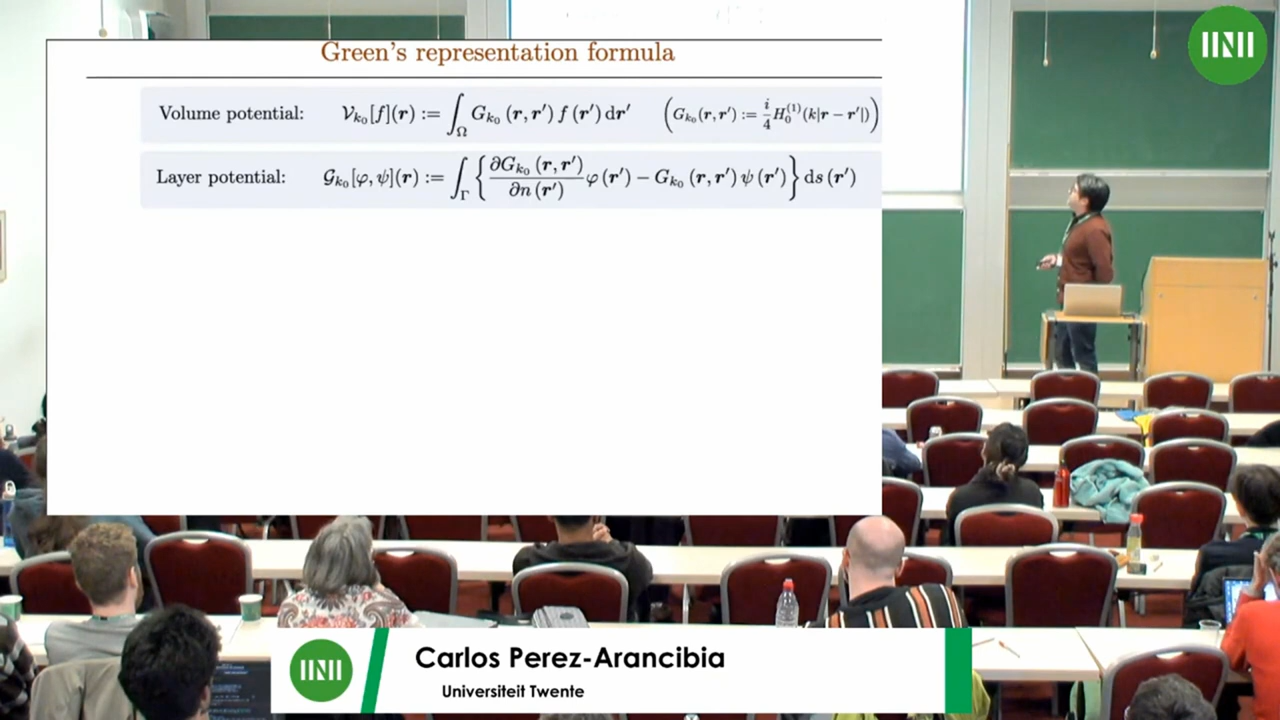 Green's representation formula
Volume potential: $\mathcal{V}_{k_0}[f](\boldsymbol{r}) := \int_{\Omega} G_{k_0}(\boldsymbol{r}, \boldsymbol{r}') f(\boldsymbol{r}') \mathrm{d}\boldsymbol{r}'$ $\left( G_{k_0}(\boldsymbol{r}, \boldsymbol{r}') := \frac{i}{4} H_0^{(1)}(k|\boldsymbol{r} - \boldsymbol{r}'|) \right)$
Layer potential: $\mathcal{G}_{k_0}[\varphi, \psi](\boldsymbol{r}) := \int_{\Gamma} \left\{ \frac{\partial G_{k_0}(\boldsymbol{r}, \boldsymbol{r}')}{\partial n(\boldsymbol{r}')} \varphi(\boldsymbol{r}') - G_{k_0}(\boldsymbol{r}, \boldsymbol{r}') \psi(\boldsymbol{r}') \right\} \mathrm{d}s(\boldsymbol{r}')$
Carlos Perez-Arancibia
Universiteit Twente